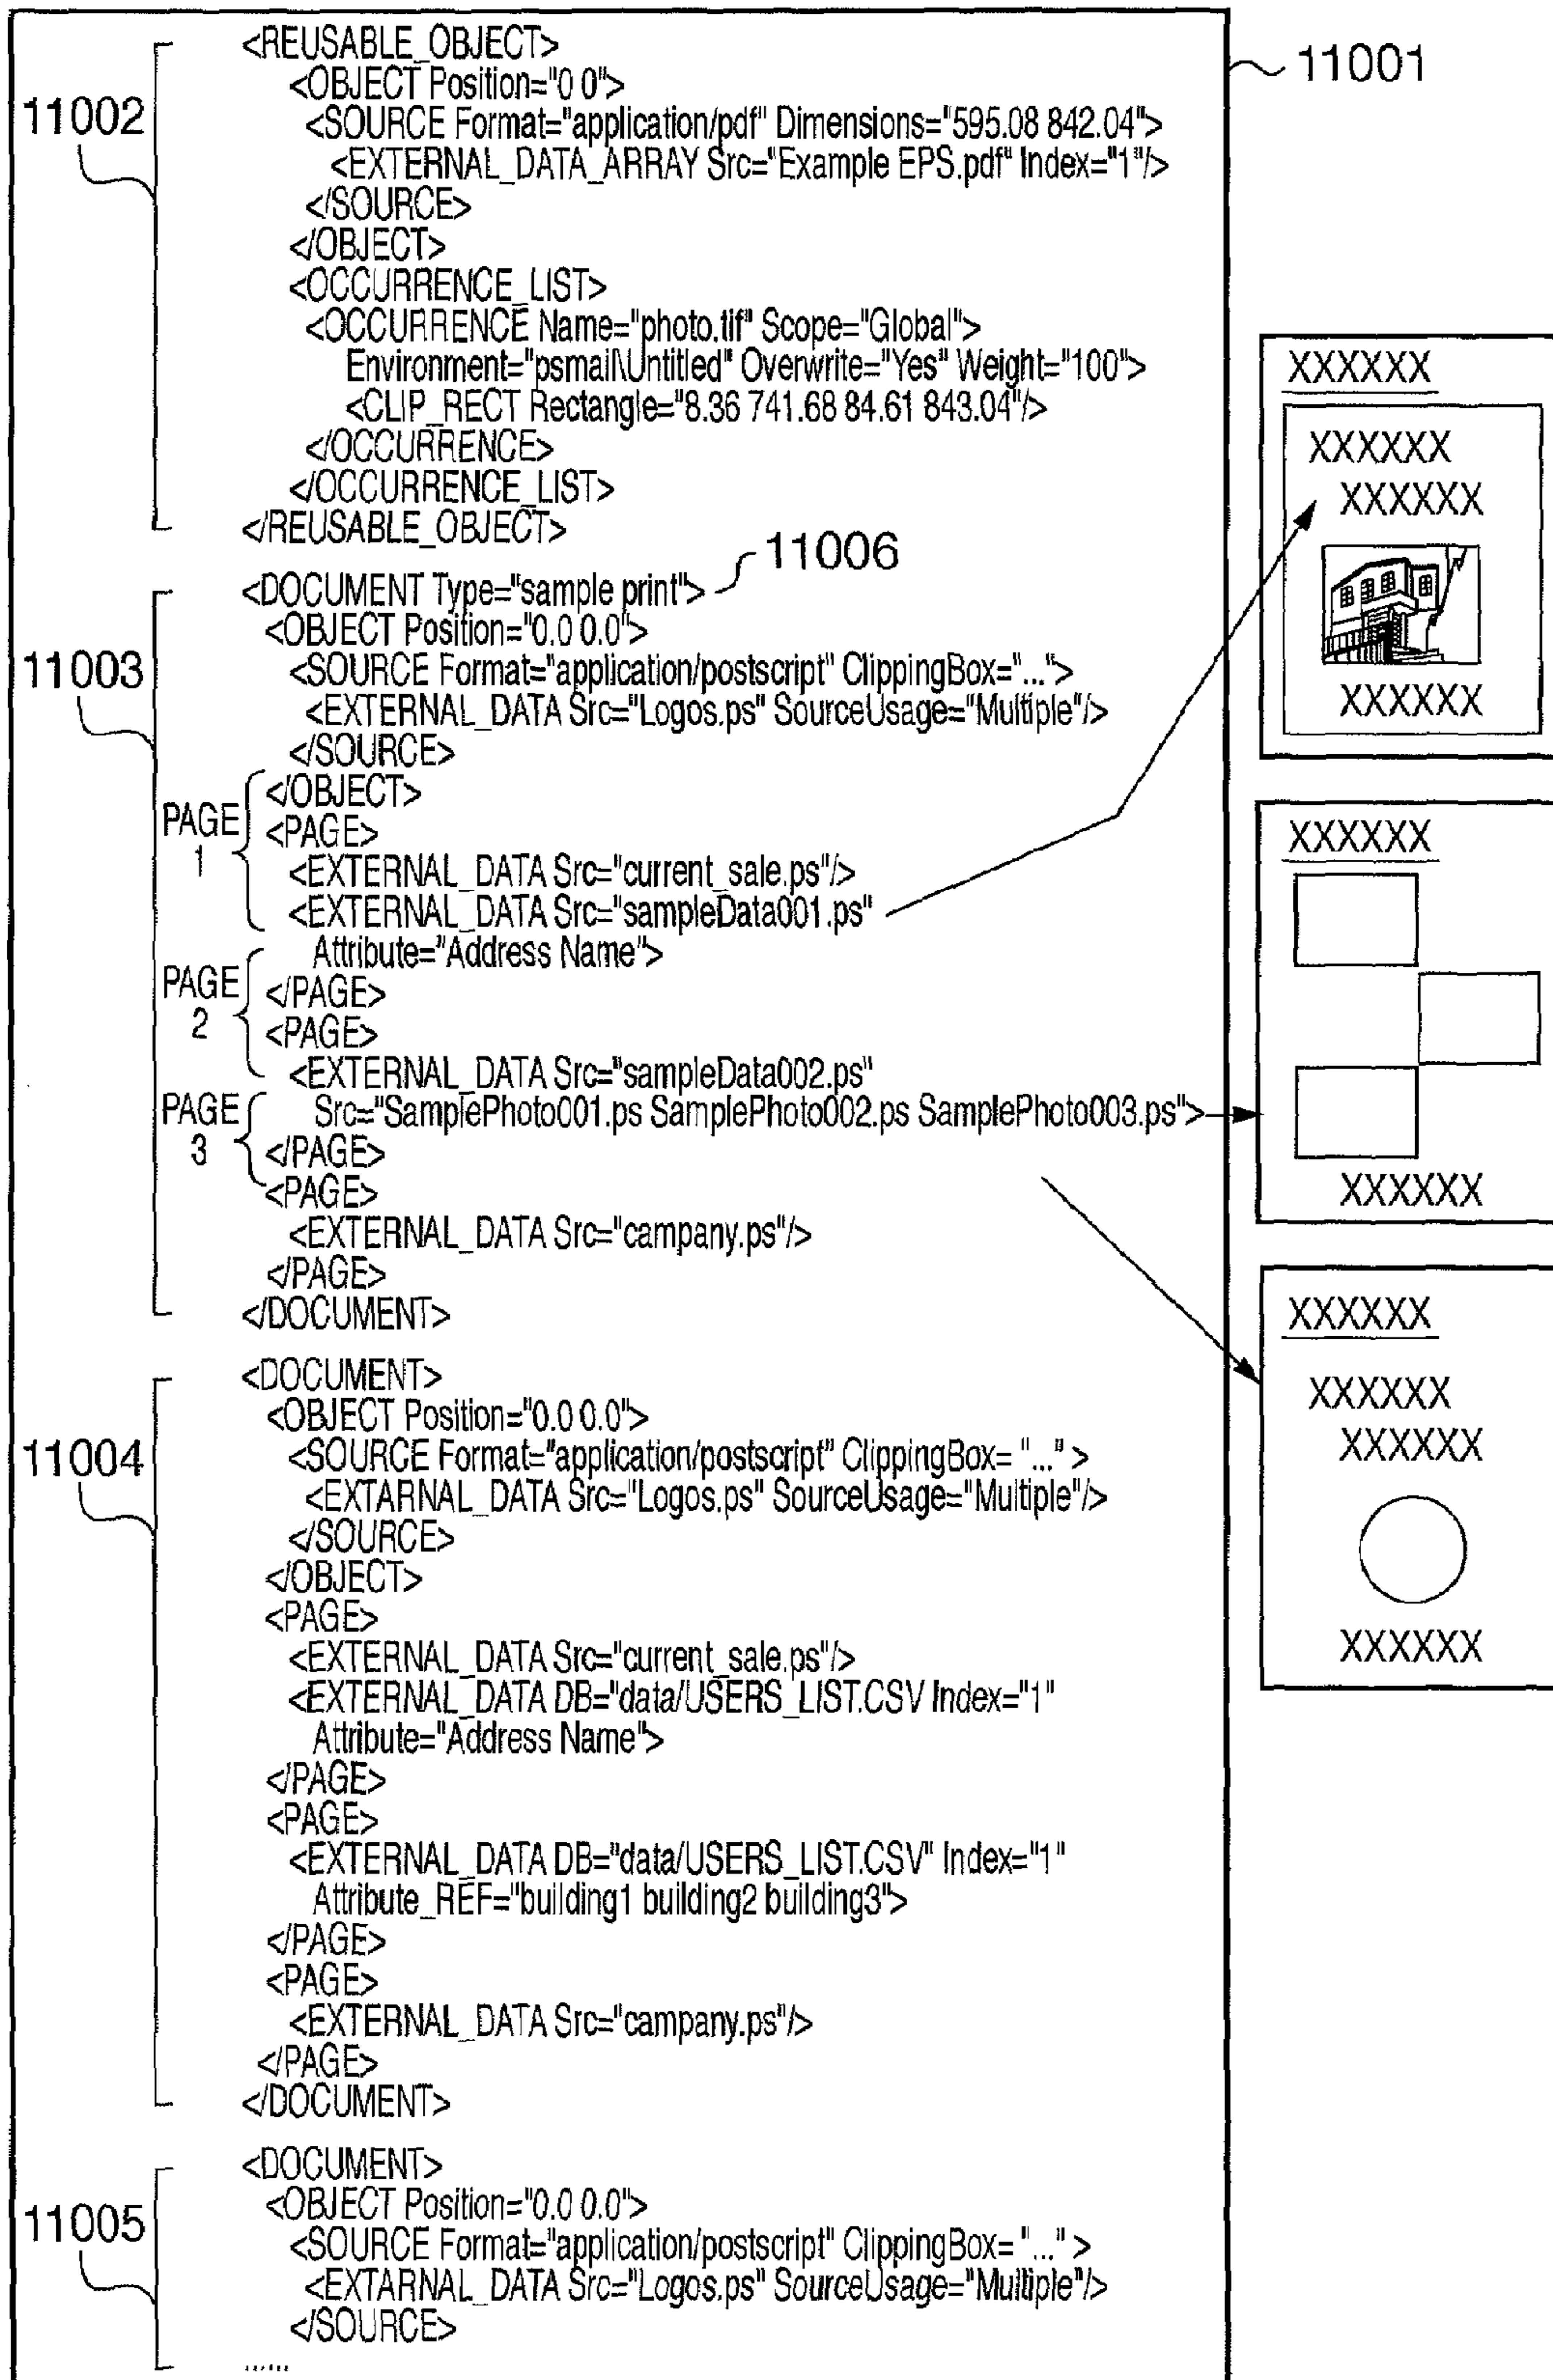 11001
11002
<REUSABLE_OBJECT>
<OBJECT Position="0 0">
<SOURCE Format="application/pdf" Dimensions="595.08 842.04">
<EXTERNAL_DATA_ARRAY Src="Example EPS.pdf" Index="1"/>
</SOURCE>
</OBJECT>
<OCCURRENCE_LIST>
<OCCURRENCE Name="photo.tif" Scope="Global">
Environment="psmail\Untitled" Overwrite="Yes" Weight="100">
<CLIP_RECT Rectangle="8.36 741.68 84.61 843.04"/>
</OCCURRENCE>
</OCCURRENCE_LIST>
</REUSABLE_OBJECT>
11006
11003
<DOCUMENT Type="sample print">
<OBJECT Position="0.0 0.0">
<SOURCE Format="application/postscript" ClippingBox="...">
<EXTERNAL_DATA Src="Logos.ps" SourceUsage="Multiple"/>
</SOURCE>
</OBJECT>
PAGE
1
<PAGE>
<EXTERNAL_DATA Src="current_sale.ps"/>
<EXTERNAL_DATA Src="sampleData001.ps"
Attribute="Address Name">
PAGE
2
</PAGE>
<PAGE>
<EXTERNAL_DATA Src="sampleData002.ps"
PAGE
3
Src="SamplePhoto001.ps SamplePhoto002.ps SamplePhoto003.ps">
</PAGE>
<PAGE>
<EXTERNAL_DATA Src="campany.ps"/>
</PAGE>
</DOCUMENT>
11004
<DOCUMENT>
<OBJECT Position="0.0 0.0">
<SOURCE Format="application/postscript" ClippingBox= "..." >
<EXTARNAL_DATA Src="Logos.ps" SourceUsage="Multiple"/>
</SOURCE>
</OBJECT>
<PAGE>
<EXTERNAL_DATA Src="current_sale.ps"/>
<EXTERNAL_DATA DB="data/USERS_LIST.CSV Index="1"
Attribute="Address Name">
</PAGE>
<PAGE>
<EXTERNAL_DATA DB="data/USERS_LIST.CSV" Index="1"
Attribute_REF="building1 building2 building3">
</PAGE>
<PAGE>
<EXTERNAL_DATA Src="campany.ps"/>
</PAGE>
</DOCUMENT>
11005
<DOCUMENT>
<OBJECT Position="0.0 0.0">
<SOURCE Format="application/postscript" ClippingBox= "..." >
<EXTARNAL_DATA Src="Logos.ps" SourceUsage="Multiple"/>
</SOURCE>
......
XXXXXX
XXXXXX
XXXXXX
XXXXXX
XXXXXX
XXXXXX
XXXXXX
XXXXXX
XXXXXX
XXXXXX